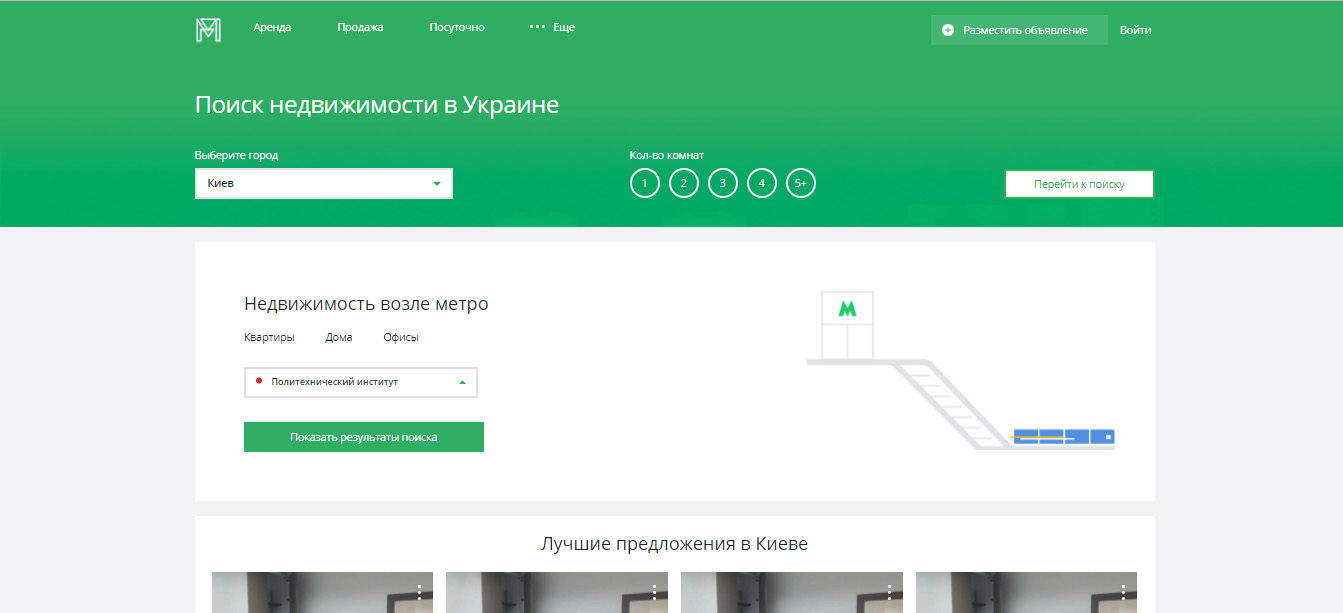 Аренда Продажа Посуточно ••• Еще Разместить объявление Войти
Поиск недвижимости в Украине
Выберите город Кол-во комнат
Киев 1 2 3 4 5+ Перейти к поиску
Недвижимость возле метро
Квартиры Дома Офисы
Политехнический институт
Показать результаты поиска
Лучшие предложения в Киеве